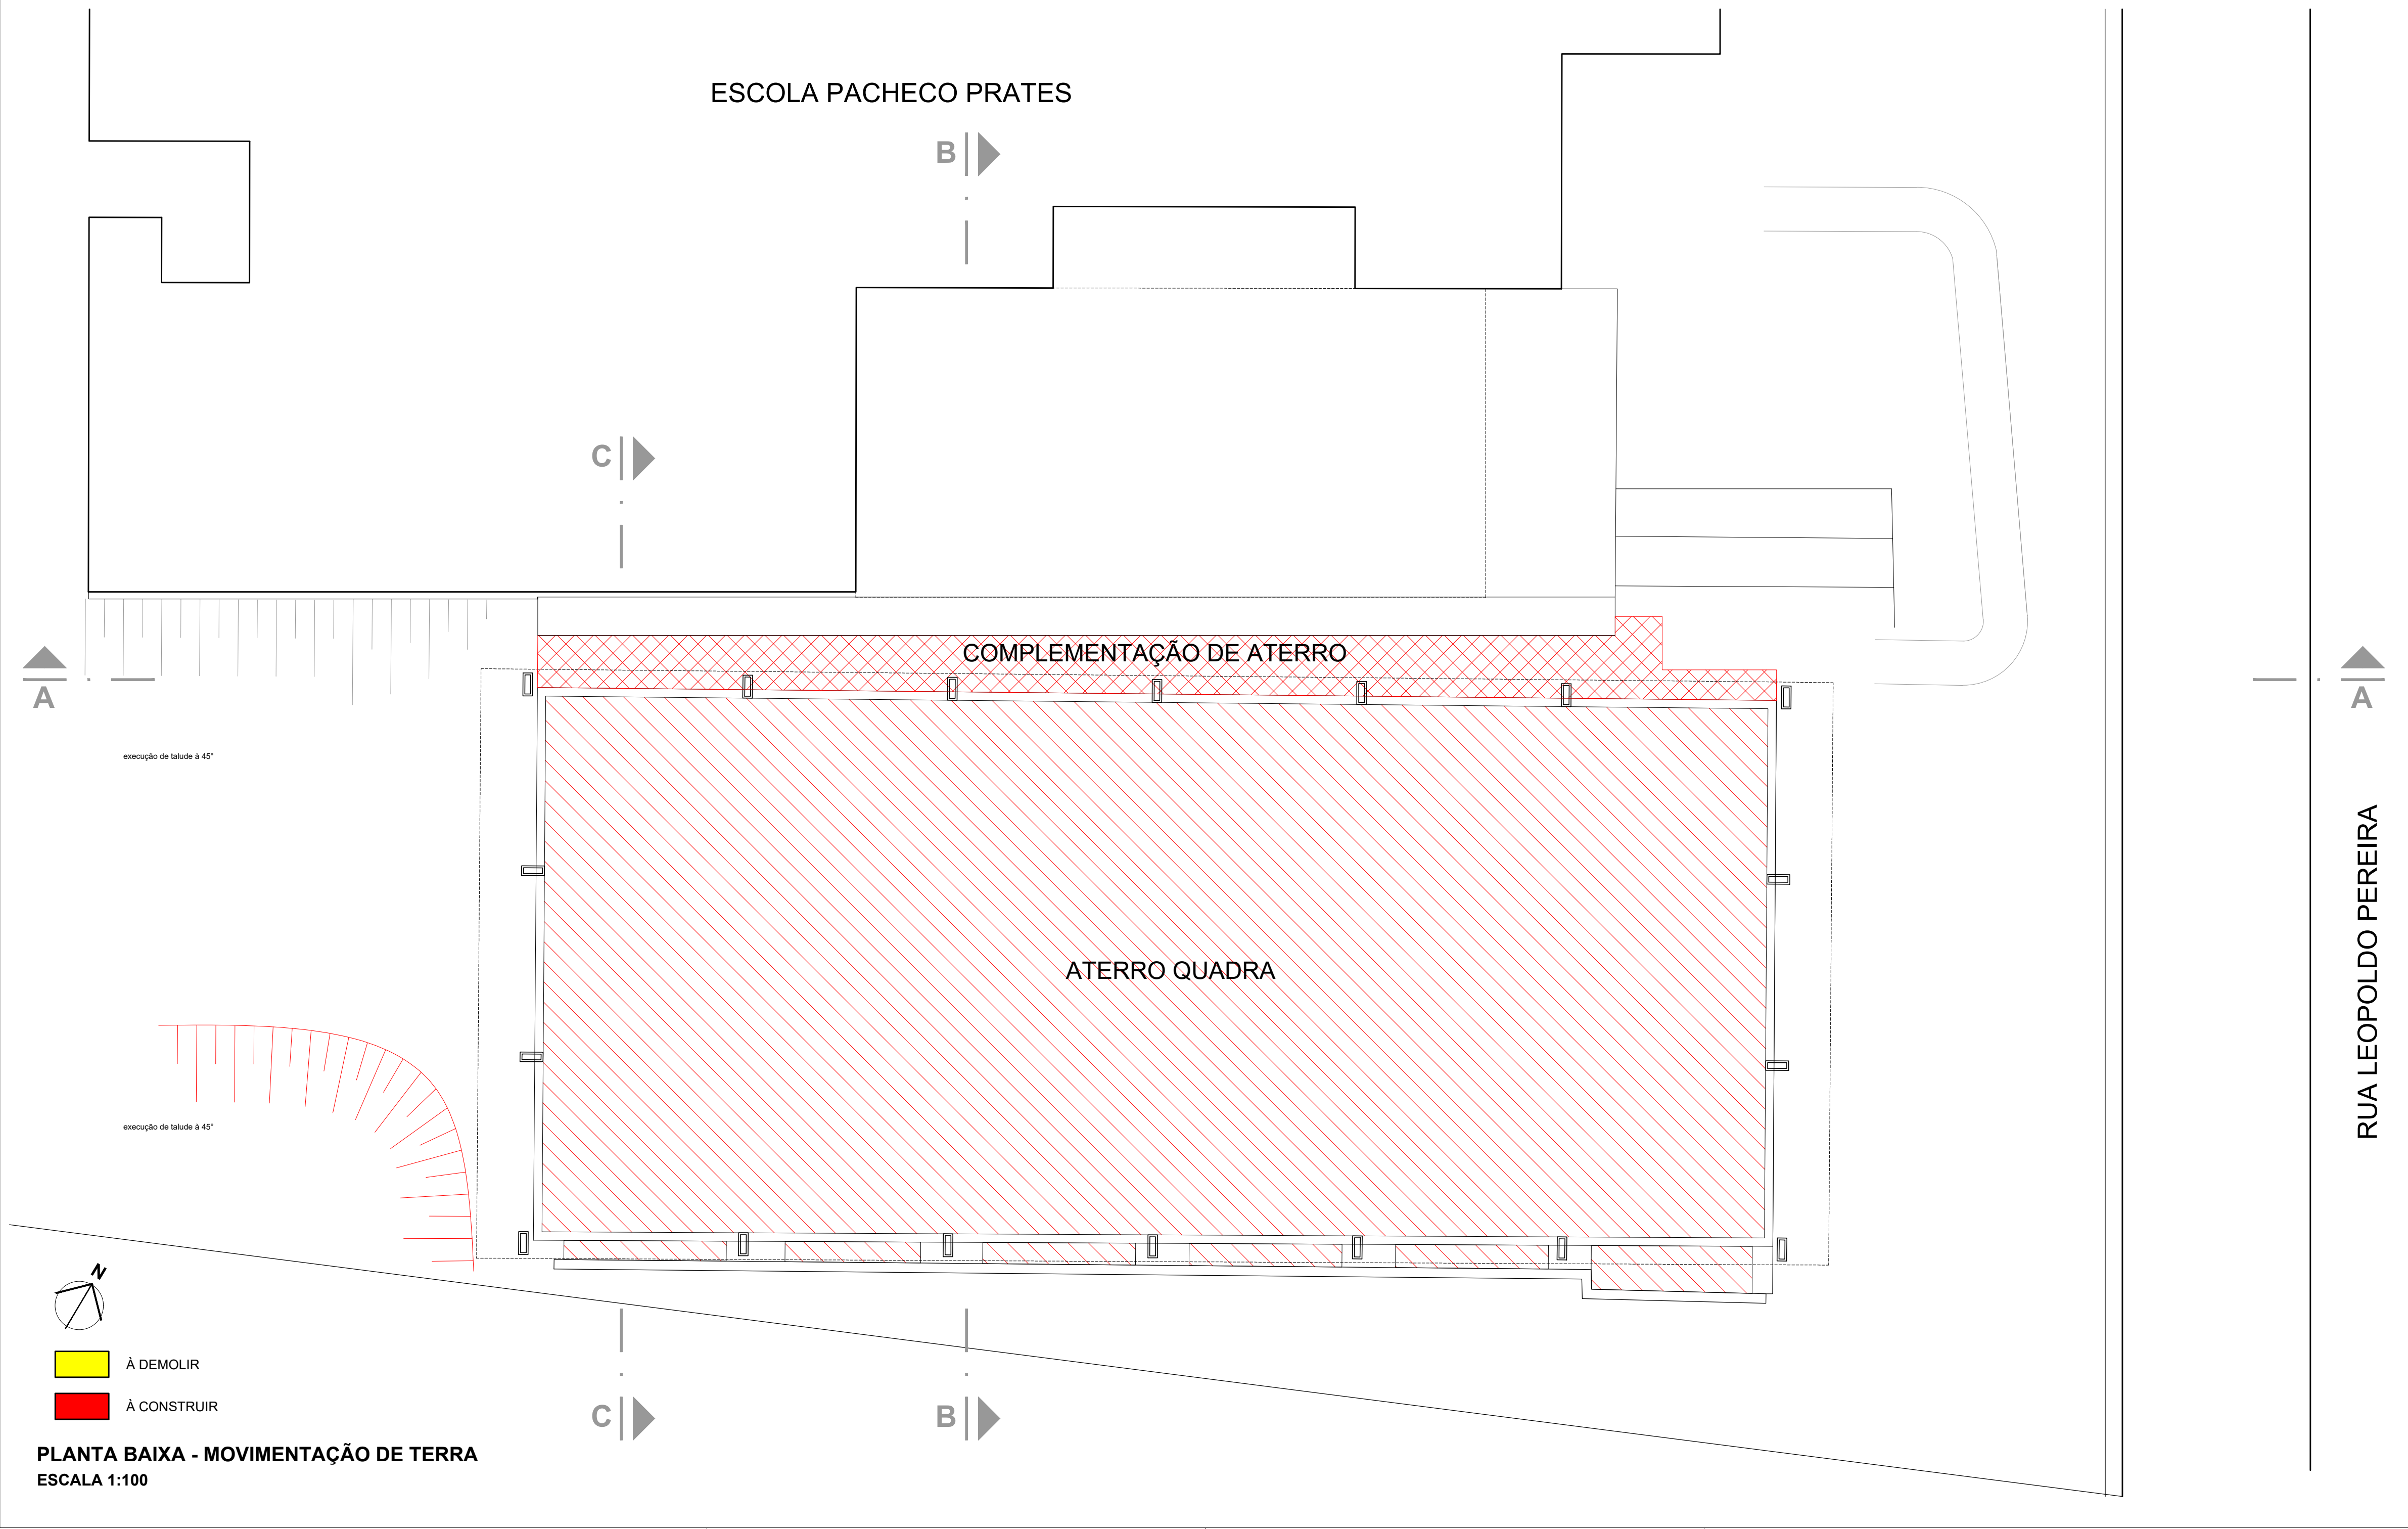 ESCOLA PACHECO PRATES
B
C
COMPLEMENTAÇÃO DE ATERRO
A
A
execução de talude à 45°
RUA LEOPOLDO PEREIRA
ATERRO QUADRA
execução de talude à 45°
N
À DEMOLIR
À CONSTRUIR
C
B
PLANTA BAIXA - MOVIMENTAÇÃO DE TERRA
ESCALA 1:100